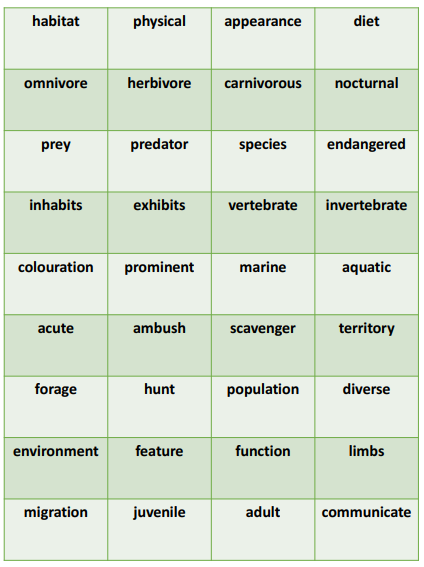 habitat physical appearance diet
omnivore herbivore carnivorous nocturnal
prey predator species endangered
inhabits exhibits vertebrate invertebrate
colouration prominent marine aquatic
acute ambush scavenger territory
forage hunt population diverse
environment feature function limbs
migration juvenile adult communicate